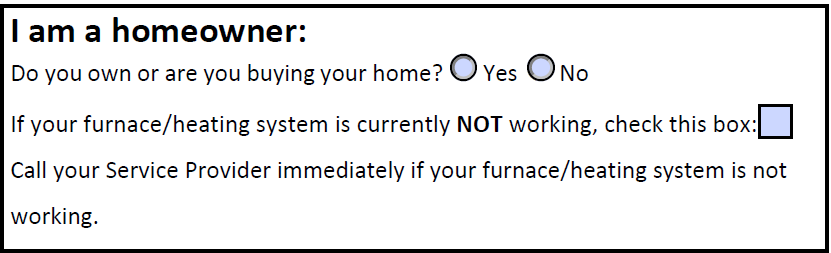 I am a homeowner:
Do you own or are you buying your home? Yes No
If your furnace/heating system is currently NOT working, check this box:
Call your Service Provider immediately if your furnace/heating system is not
working.